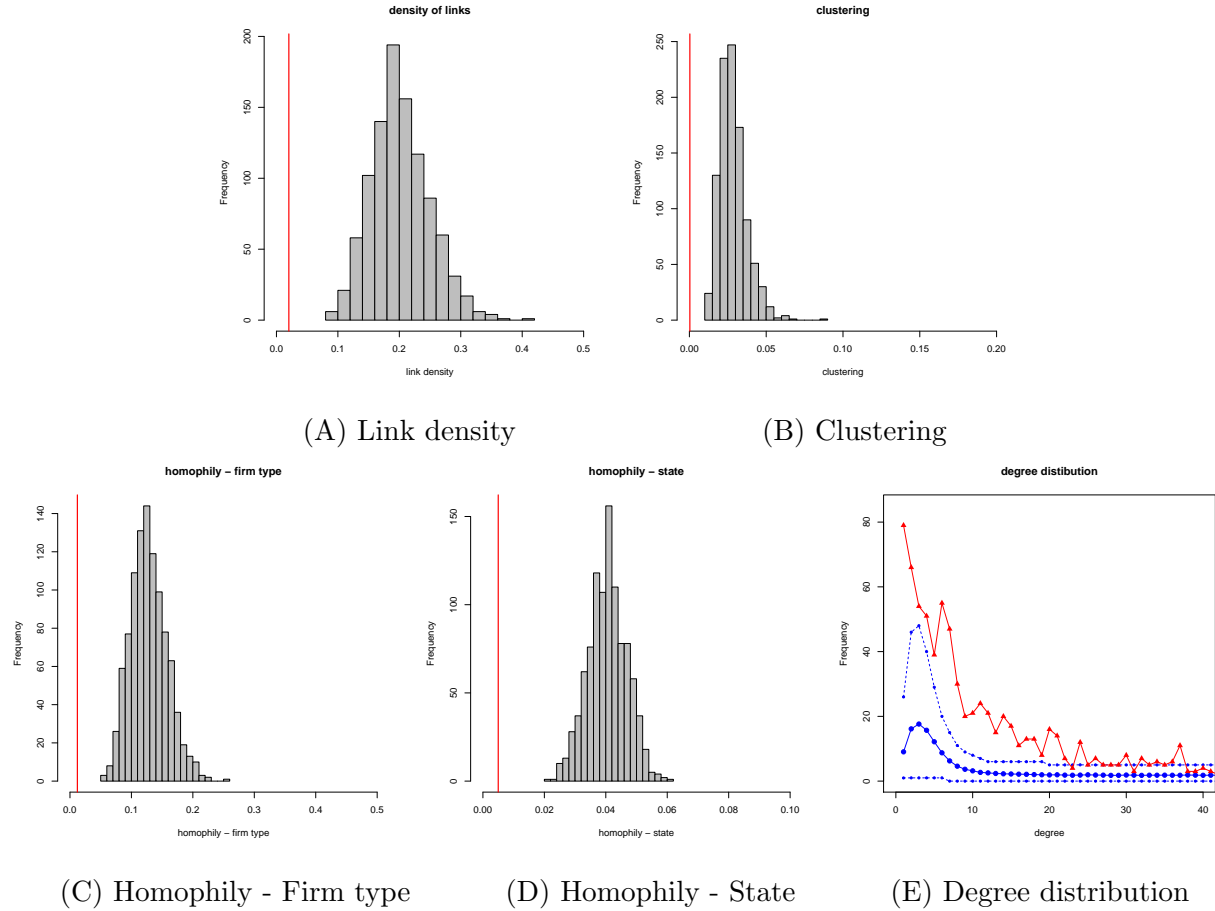 density of links
clustering
Frequency
0 50 100 150 200
0.0 0.1 0.2 0.3 0.4 0.5
link density
Frequency
0 50 100 150 200 250
0.00 0.05 0.10 0.15 0.20
clustering
(A) Link density
(B) Clustering
homophily – firm type
homophily – state
degree distibution
Frequency
0 20 40 60 80 100 120 140
0.0 0.1 0.2 0.3 0.4 0.5
homophily – firm type
Frequency
0 50 100 150
0.00 0.02 0.04 0.06 0.08 0.10
homophily – state
Frequency
0 20 40 60 80
0 10 20 30 40
degree
(C) Homophily - Firm type
(D) Homophily - State
(E) Degree distribution